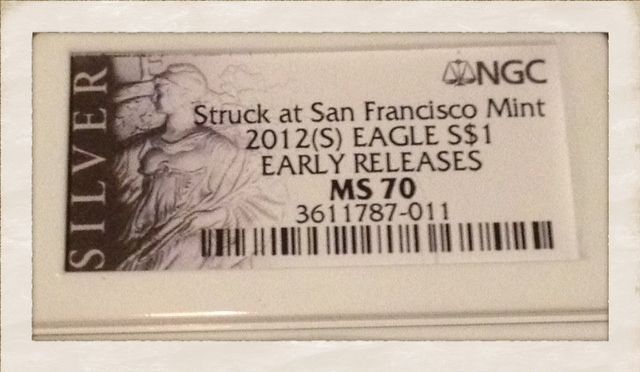 SILVER
NGC
Struck at San Francisco Mint
2012(S) EAGLE S$1
EARLY RELEASES
MS 70
3611787-011